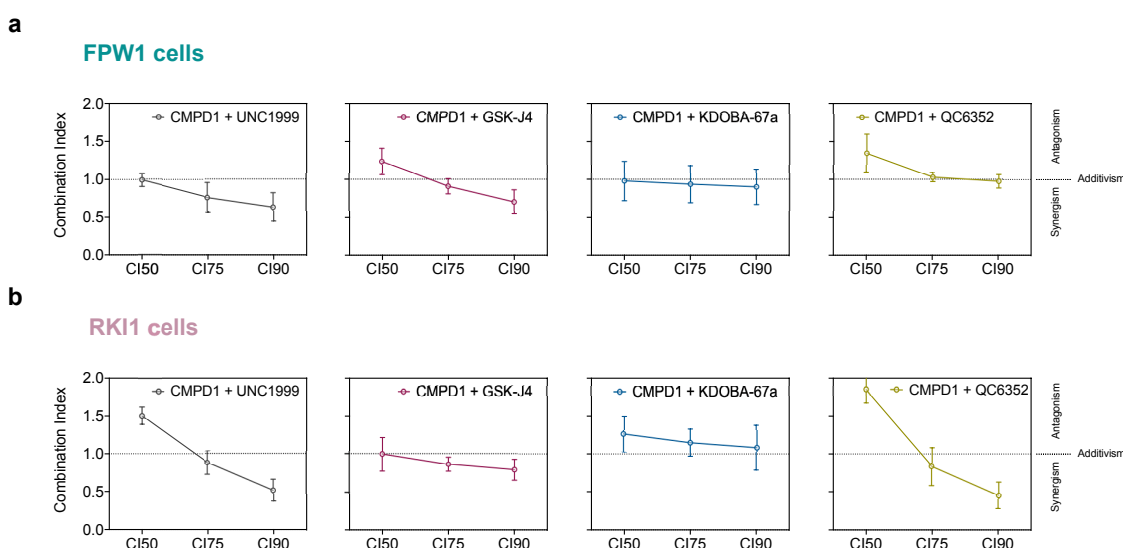 a
FPW1 cells
Combination Index
2.0
1.5
1.0
0.5
0.0
CMPD1 + UNC1999
CI50 CI75 CI90
CMPD1 + GSK-J4
CI50 CI75 CI90
CMPD1 + KDOBA-67a
CI50 CI75 CI90
CMPD1 + QC6352
CI50 CI75 CI90
Antagonism
Additivism
Synergism
b
RKI1 cells
Combination Index
2.0
1.5
1.0
0.5
0.0
CMPD1 + UNC1999
CI50 CI75 CI90
CMPD1 + GSK-J4
CI50 CI75 CI90
CMPD1 + KDOBA-67a
CI50 CI75 CI90
CMPD1 + QC6352
CI50 CI75 CI90
Antagonism
Additivism
Synergism